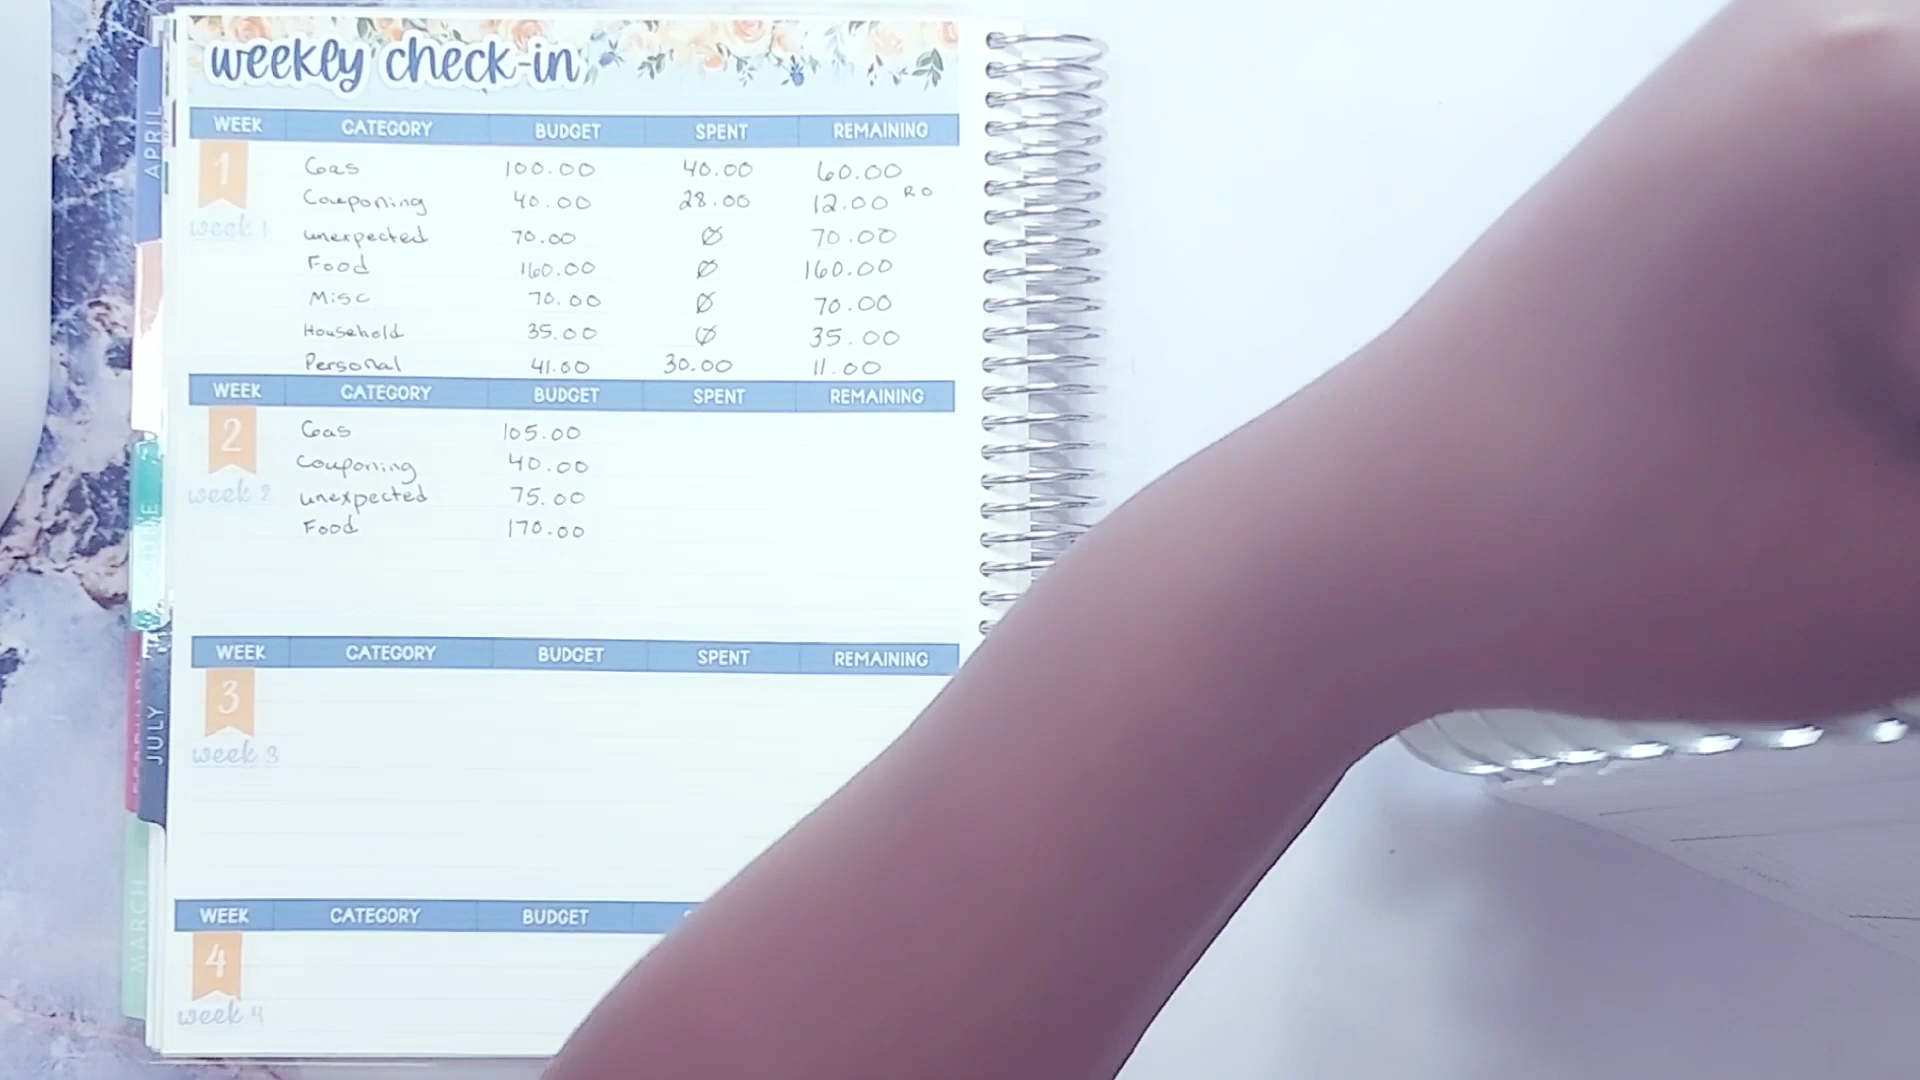 weekly check-in
WEEK CATEGORY BUDGET SPENT REMAINING
1 Gas 100.00 40.00 60.00
week 1 Couponing 40.00 28.00 12.00 RO
unexpected 70.00 Ø 70.00
Food 160.00 Ø 160.00
Misc 70.00 Ø 70.00
Household 35.00 Ø 35.00
Personal 41.00 30.00 11.00
WEEK CATEGORY BUDGET SPENT REMAINING
2 Gas 105.00
Couponing 40.00
week 2 unexpected 75.00
Food 170.00
WEEK CATEGORY BUDGET SPENT REMAINING
3
week 3
WEEK CATEGORY BUDGET
4
week 4
APRIL
JUNE
FEBRUARY
JULY
MARCH